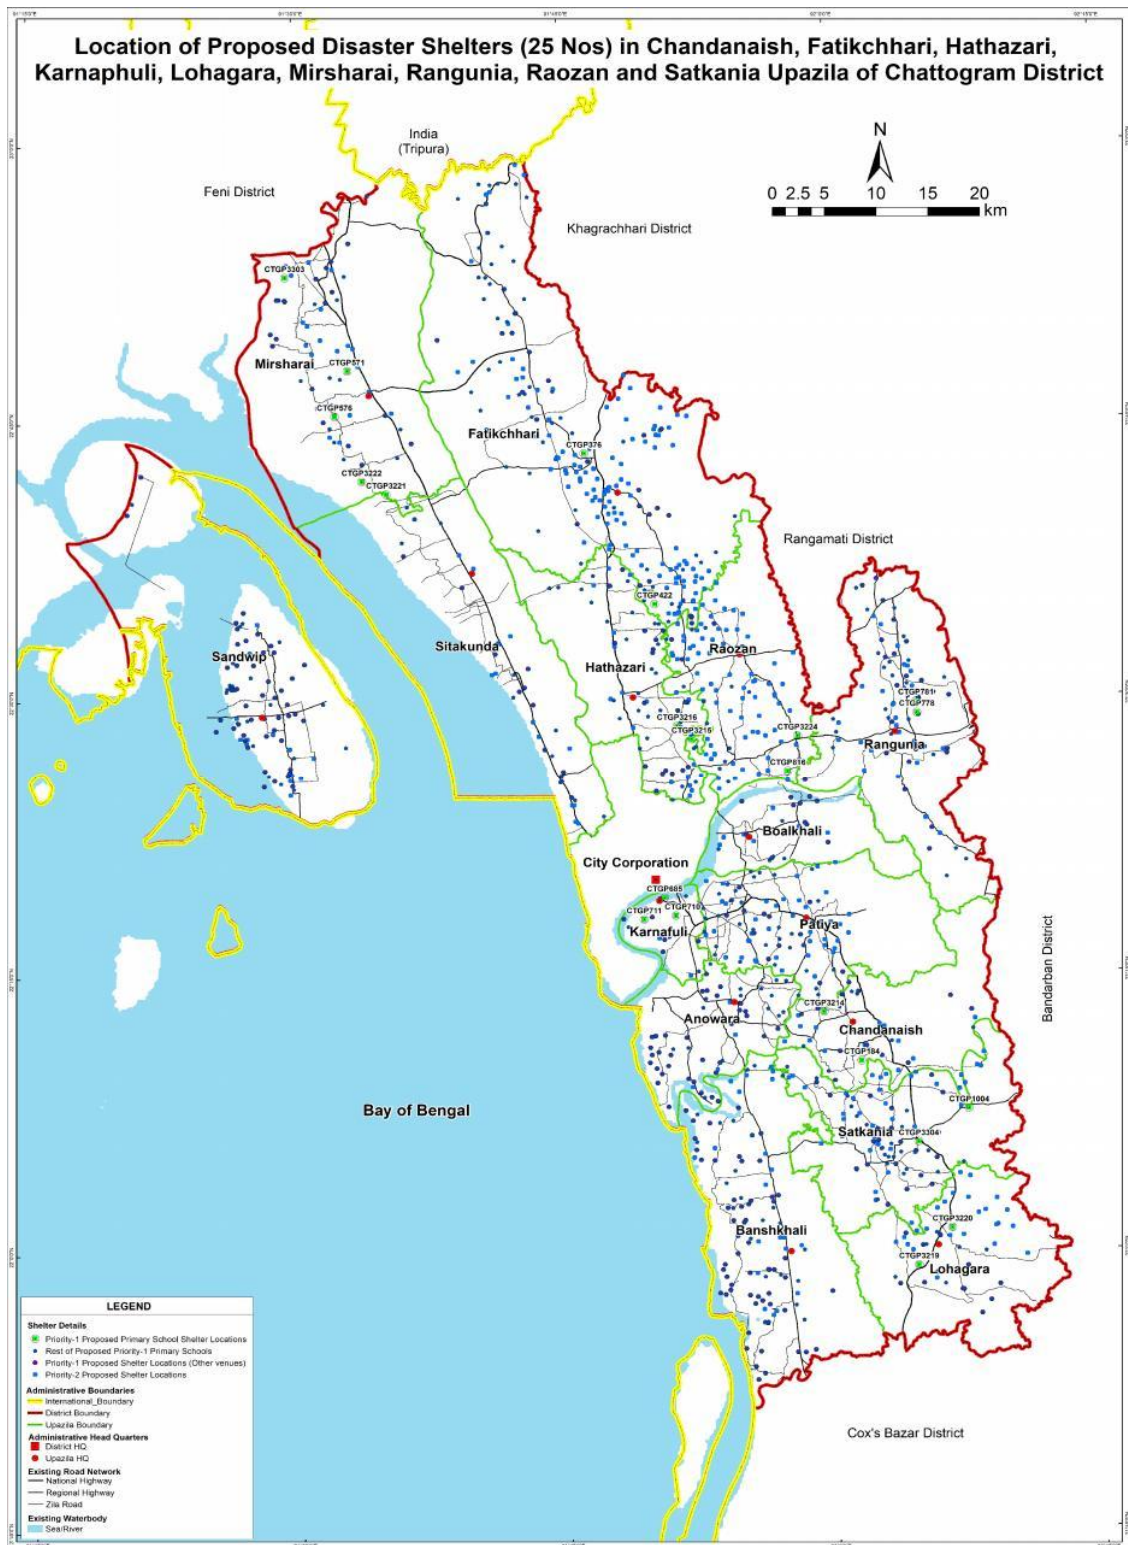 Location of Proposed Disaster Shelters (25 Nos) in Chandanaish, Fatikchhari, Hathazari,
Karnaphuli, Lohagara, Mirsharai, Rangunia, Raozan and Satkania Upazila of Chattogram District
India
(Tripura)
N
Feni District
0 2.5 5 10 15 20
km
Khagrachhari District
CTGP3303
Mirsharai
CTGP571
CTGP576
Fatikchhari
CTGP376
CTGP3222
CTGP3221
Rangamati District
CTGP422
Sitakunda
Raozan
Sandwip
Hathazari
CTGP781
CTGP778
CTGP3216
CTGP3215
CTGP3224
Rangunia
CTGP816
Boalkhali
City Corporation
CTGP685
CTGP711
CTGP710
Karnafuli
Patiya
Bandarban District
CTGP3214
Anowara
Chandanaish
CTGP184
CTGP1004
Bay of Bengal
Satkania
CTGP3304
CTGP3220
Banshkhali
CTGP3219
Lohagara
Cox's Bazar District
LEGEND
Shelter Details
Priority-1 Proposed Primary School Shelter Locations
Rest of Proposed Priority-1 Primary Schools
Priority-1 Proposed Shelter Locations (Other venues)
Priority-2 Proposed Shelter Locations
Administrative Boundaries
International_Boundary
District Boundary
Upazila Boundary
Administrative Head Quarters
District HQ
Upazila HQ
Existing Road Network
National Highway
Regional Highway
Zila Road
Existing Waterbody
Sea/River